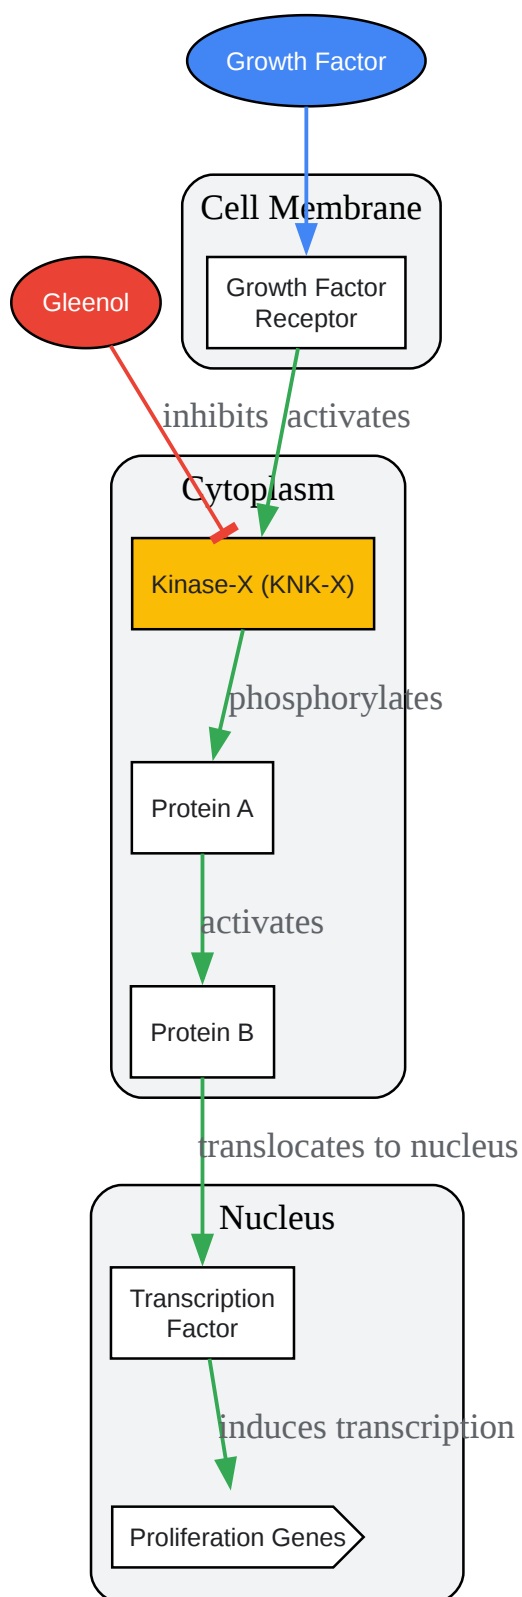 Growth Factor
Cell Membrane
Growth Factor
Receptor
Gleenol
inhibits
activates
Cytoplasm
Kinase-X (KNK-X)
phosphorylates
Protein A
activates
Protein B
translocates to nucleus
Nucleus
Transcription
Factor
induces transcription
Proliferation Genes